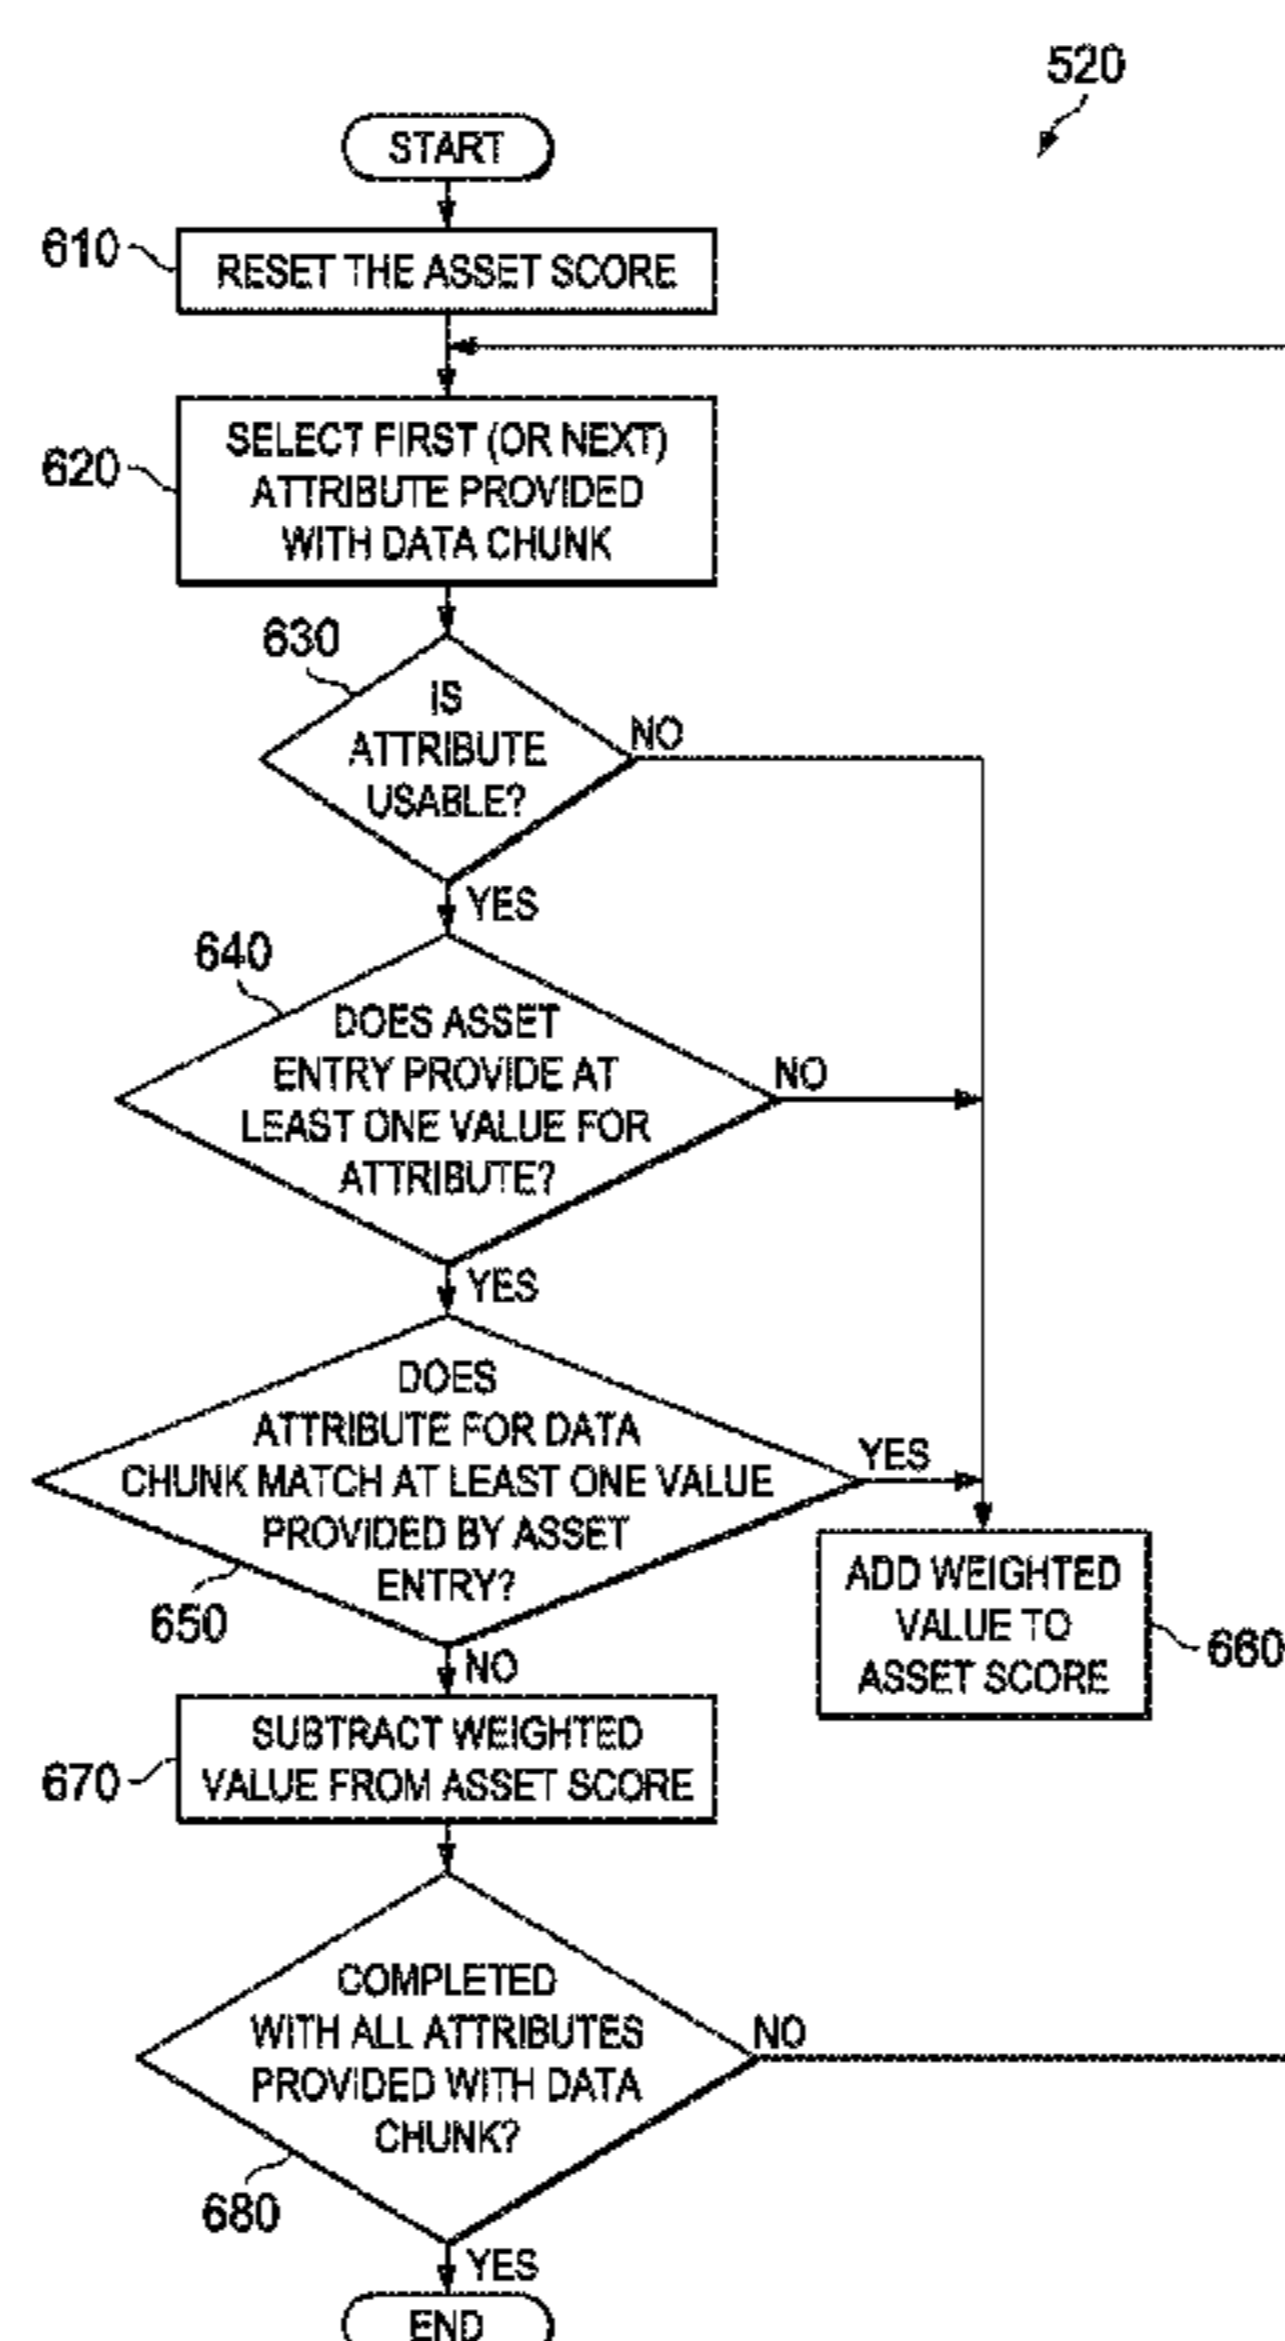 520
START
610
RESET THE ASSET SCORE
620
SELECT FIRST (OR NEXT)
ATTRIBUTE PROVIDED
WITH DATA CHUNK
630
IS
ATTRIBUTE
USABLE?
NO
YES
640
DOES ASSET
ENTRY PROVIDE AT
LEAST ONE VALUE FOR
ATTRIBUTE?
NO
YES
DOES
ATTRIBUTE FOR DATA
CHUNK MATCH AT LEAST ONE VALUE
PROVIDED BY ASSET
ENTRY?
YES
650
NO
ADD WEIGHTED
VALUE TO
ASSET SCORE
660
670
SUBTRACT WEIGHTED
VALUE FROM ASSET SCORE
COMPLETED
WITH ALL ATTRIBUTES
PROVIDED WITH DATA
CHUNK?
NO
680
YES
END